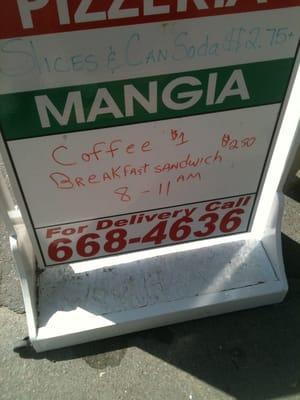 PIZZERIA
Slices & Can Soda $2.75+
MANGIA
Coffee $1
Breakfast sandwich $2.50
8 - 11 AM
For Delivery Call
668-4636